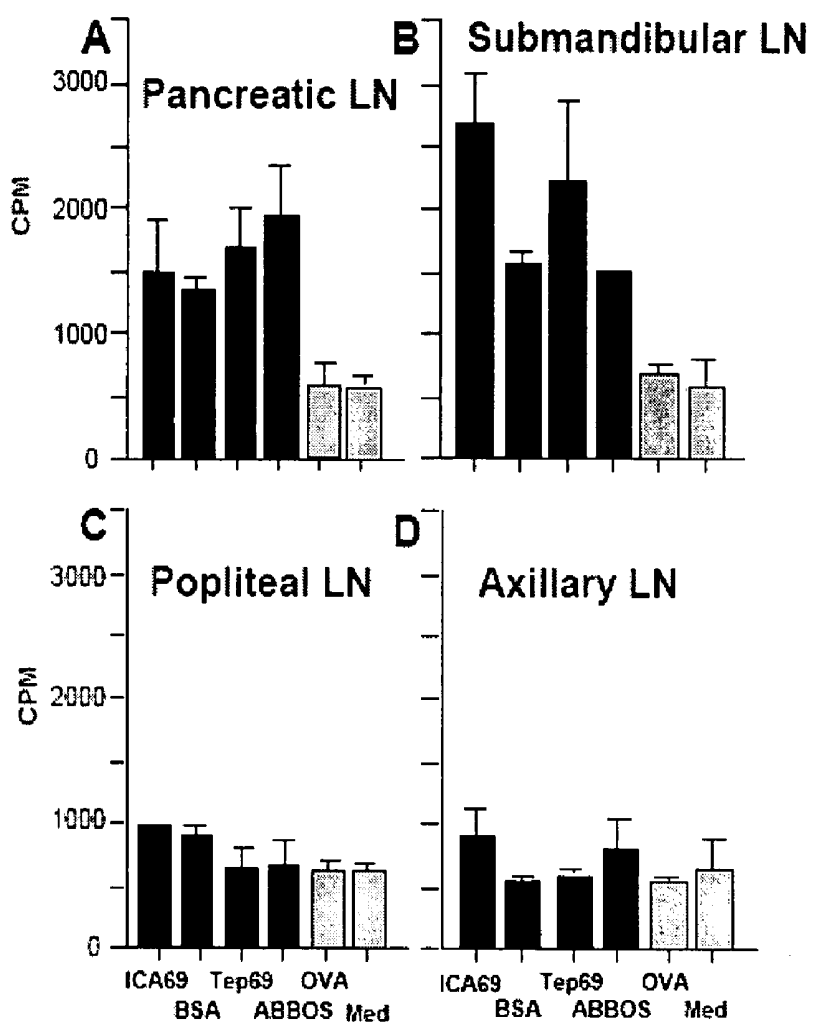 A
Pancreatic LN
B
Submandibular LN
CPM
3000
2000
1000
0
C
Popliteal LN
D
Axillary LN
CPM
3000
2000
1000
0
ICA69 Tep69 OVA
BSA ABBOS Med
ICA69 Tep69 OVA
BSA ABBOS Med